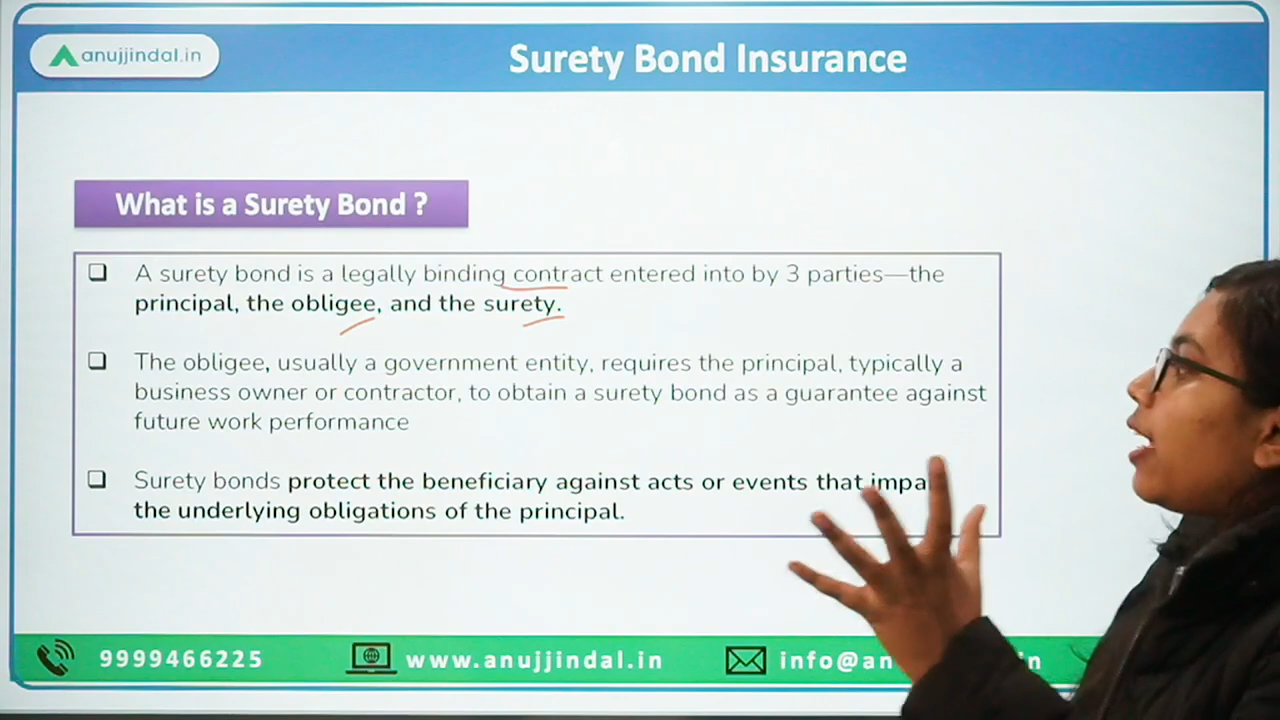 anujjindal.in
Surety Bond Insurance
What is a Surety Bond ?
❑ A surety bond is a legally binding contract entered into by 3 parties—the
principal, the obligee, and the surety.
❑ The obligee, usually a government entity, requires the principal, typically a
business owner or contractor, to obtain a surety bond as a guarantee against
future work performance
❑ Surety bonds protect the beneficiary against acts or events that
the underlying obligations of the principal.
9999466225
www.anujjindal.in